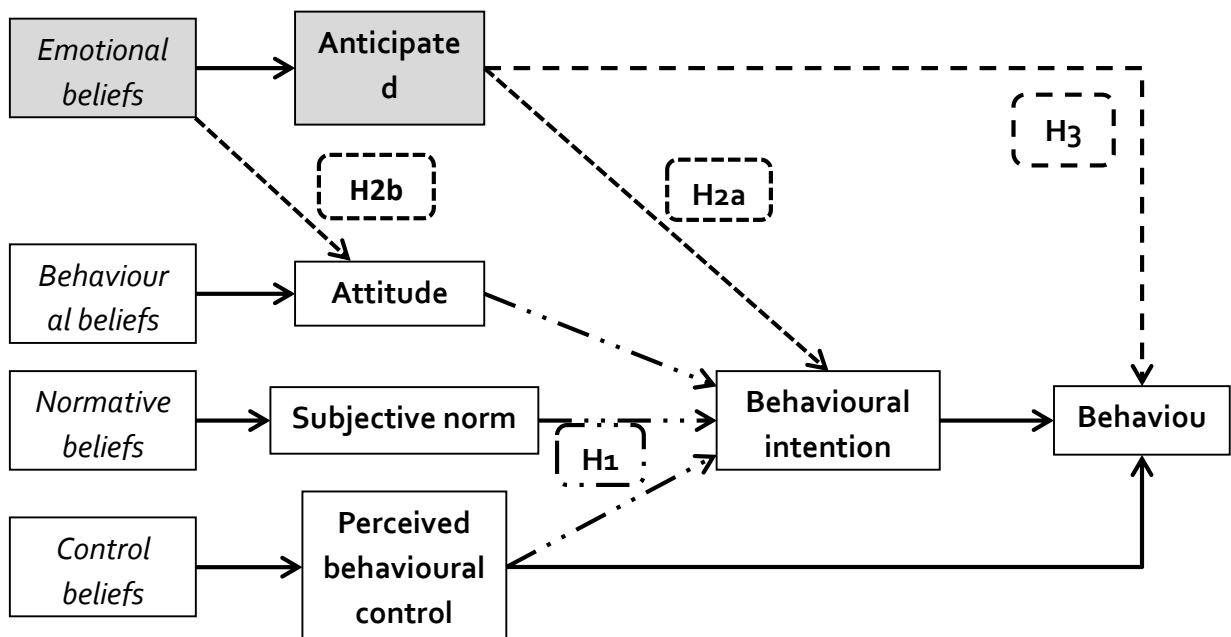 Emotional
beliefs
Anticipate
d
H3
H2b
H2a
Behaviour
al beliefs
Attitude
Normative
beliefs
Subjective norm
Behavioural
intention
Behaviou
H1
Control
beliefs
Perceived
behavioural
control